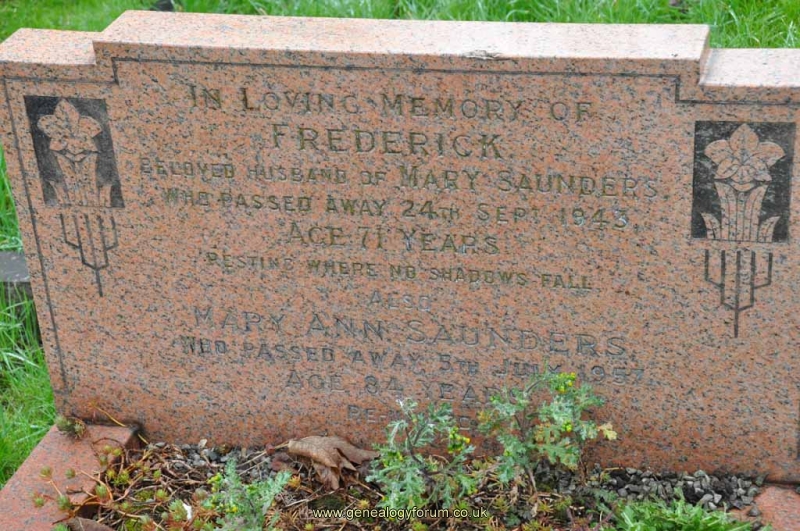 IN LOVING MEMORY OF
FREDERICK
BELOVED HUSBAND OF MARY SAUNDERS.
WHO PASSED AWAY 24TH SEPT. 1943.
AGE 71 YEARS.
RESTING WHERE NO SHADOWS FALL
ALSO
MARY ANN SAUNDERS.
WHO PASSED AWAY 5TH 1957.
AGE 84
www.genealogyforum.co.uk